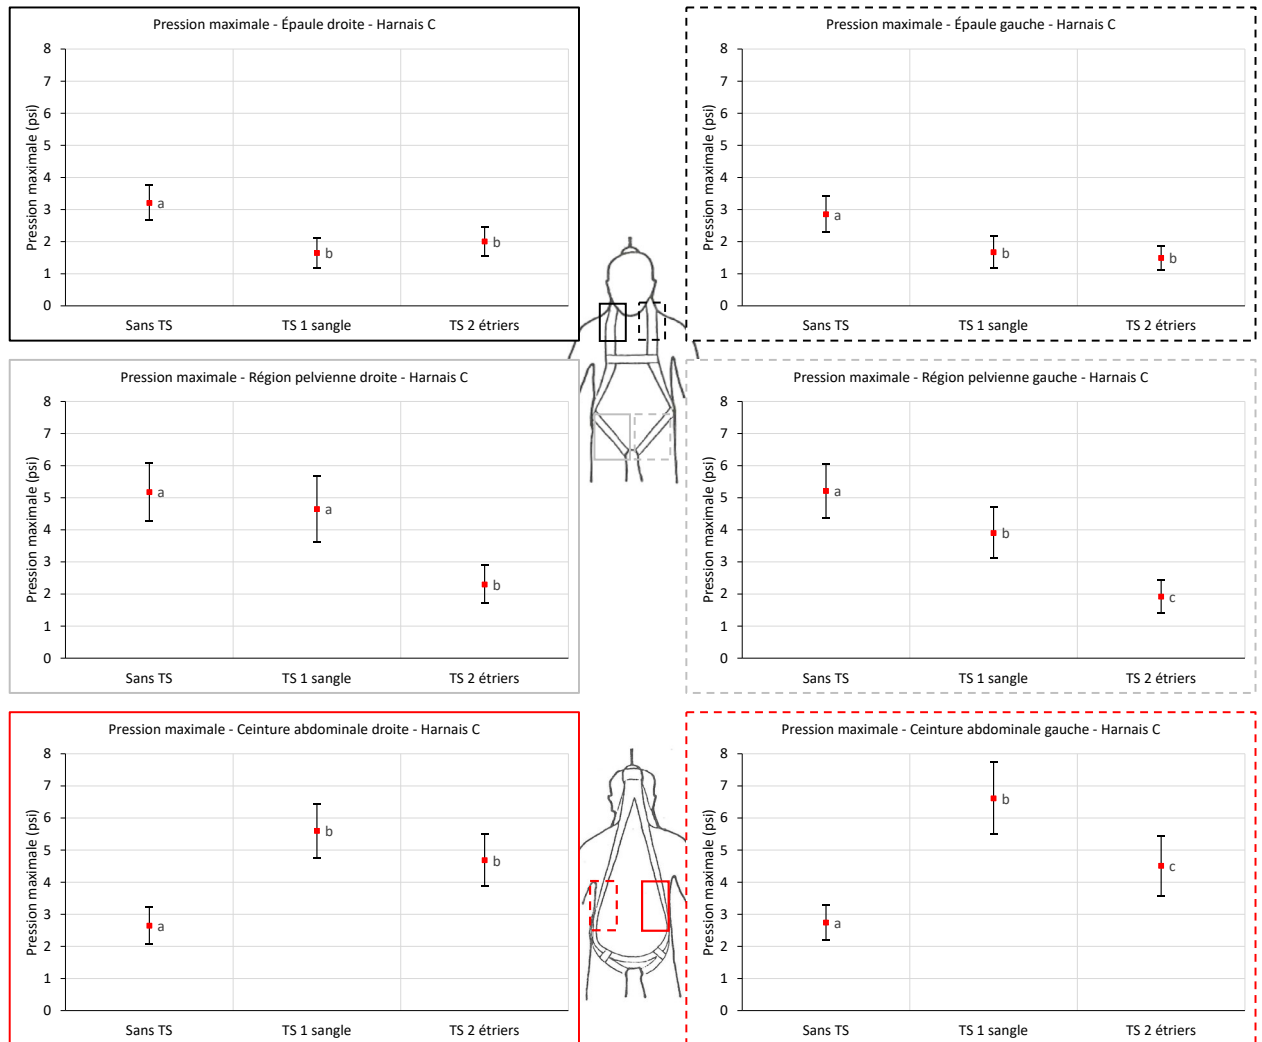 Pression maximale - Épaule droite - Harnais C
Pression maximale (psi)
8
7
6
5
4
3
2
1
0
a
b
b
Sans TS
TS 1 sangle
TS 2 étriers
Pression maximale - Épaule gauche - Harnais C
Pression maximale (psi)
8
7
6
5
4
3
2
1
0
a
b
b
Sans TS
TS 1 sangle
TS 2 étriers
Pression maximale - Région pelvienne droite - Harnais C
Pression maximale (psi)
8
7
6
5
4
3
2
1
0
a
a
b
Sans TS
TS 1 sangle
TS 2 étriers
Pression maximale - Région pelvienne gauche - Harnais C
Pression maximale (psi)
8
7
6
5
4
3
2
1
0
a
b
c
Sans TS
TS 1 sangle
TS 2 étriers
Pression maximale - Ceinture abdominale droite - Harnais C
Pression maximale (psi)
8
7
6
5
4
3
2
1
0
a
b
b
Sans TS
TS 1 sangle
TS 2 étriers
Pression maximale - Ceinture abdominale gauche - Harnais C
Pression maximale (psi)
8
7
6
5
4
3
2
1
0
a
b
c
Sans TS
TS 1 sangle
TS 2 étriers